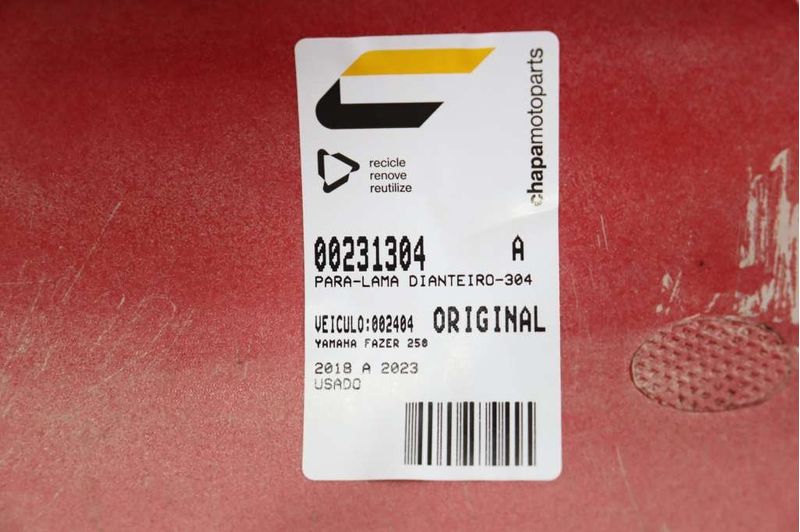 chapamotoparts
recicle
renove
reutilize
00231304 A
PARA-LAMA DIANTEIRO-304
VEICULO:002404 ORIGINAL
YAMAHA FAZER 250
2018 A 2023
USADO